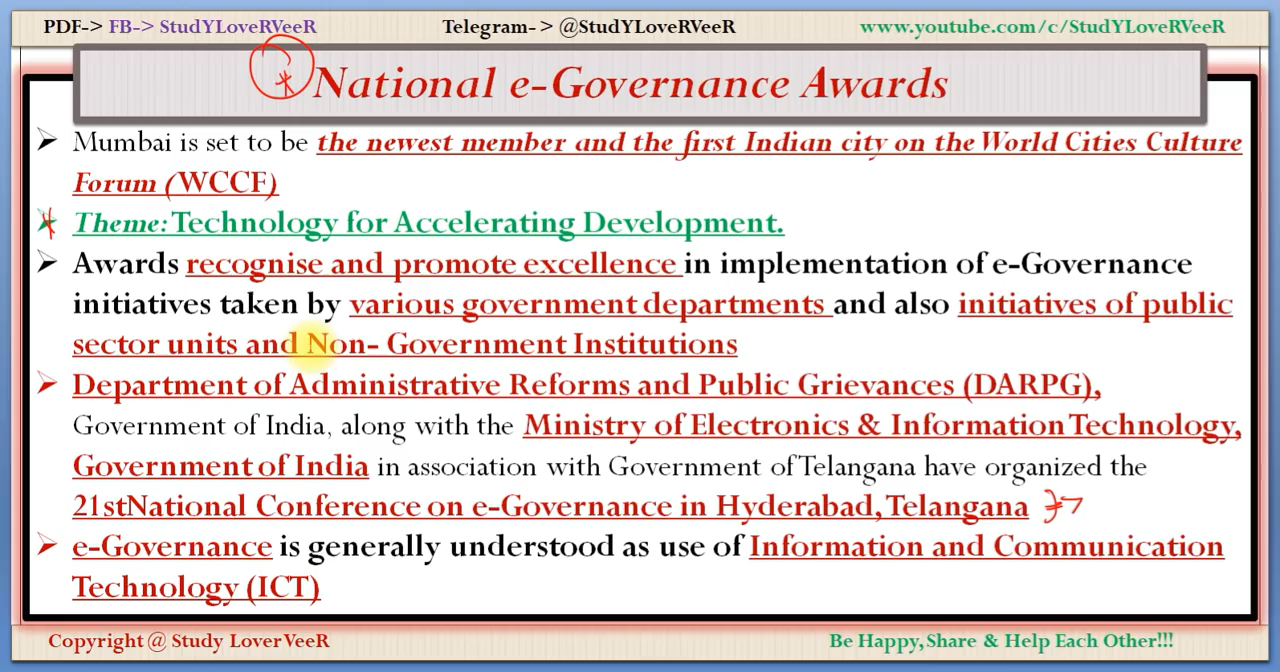 PDF-> FB-> StudYLoveRVeeR Telegram- > @StudYLoveRVeeR www.youtube.com/c/StudYLoveRVeeR
National e-Governance Awards
Mumbai is set to be the newest member and the first Indian city on the World Cities Culture
Forum (WCCF)
Theme: Technology for Accelerating Development.
Awards recognise and promote excellence in implementation of e-Governance
initiatives taken by various government departments and also initiatives of public
sector units and Non- Government Institutions
Department of Administrative Reforms and Public Grievances (DARPG),
Government of India, along with the Ministry of Electronics & Information Technology,
Government of India in association with Government of Telangana have organized the
21stNational Conference on e-Governance in Hyderabad, Telangana
e-Governance is generally understood as use of Information and Communication
Technology (ICT)
Copyright @ Study LoverVeeR Be Happy, Share & Help Each Other!!!